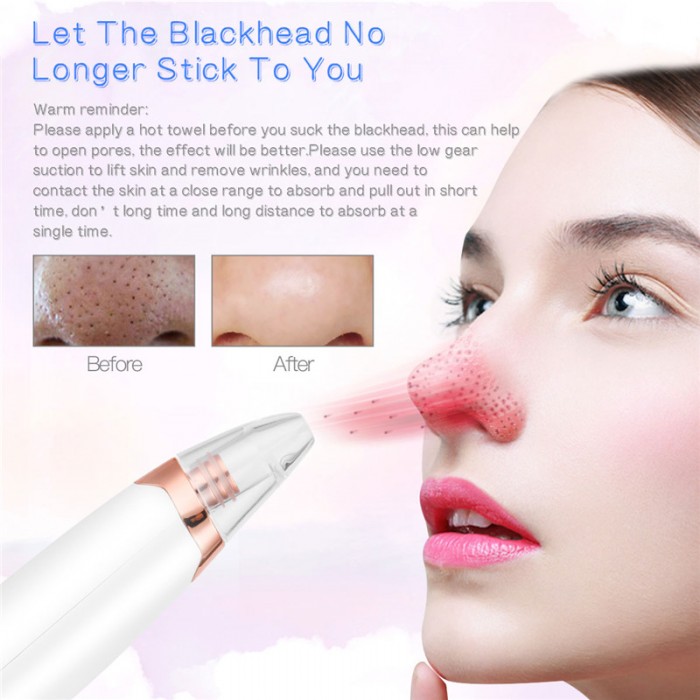 Let The Blackhead No
Longer Stick To You
Warm reminder:
Please apply a hot towel before you suck the blackhead, this can help
to open pores, the effect will be better.Please use the low gear
suction to lift skin and remove wrinkles, and you need to
contact the skin at a close range to absorb and pull out in short
time, don’t long time and long distance to absorb at a
single time.
Before
After